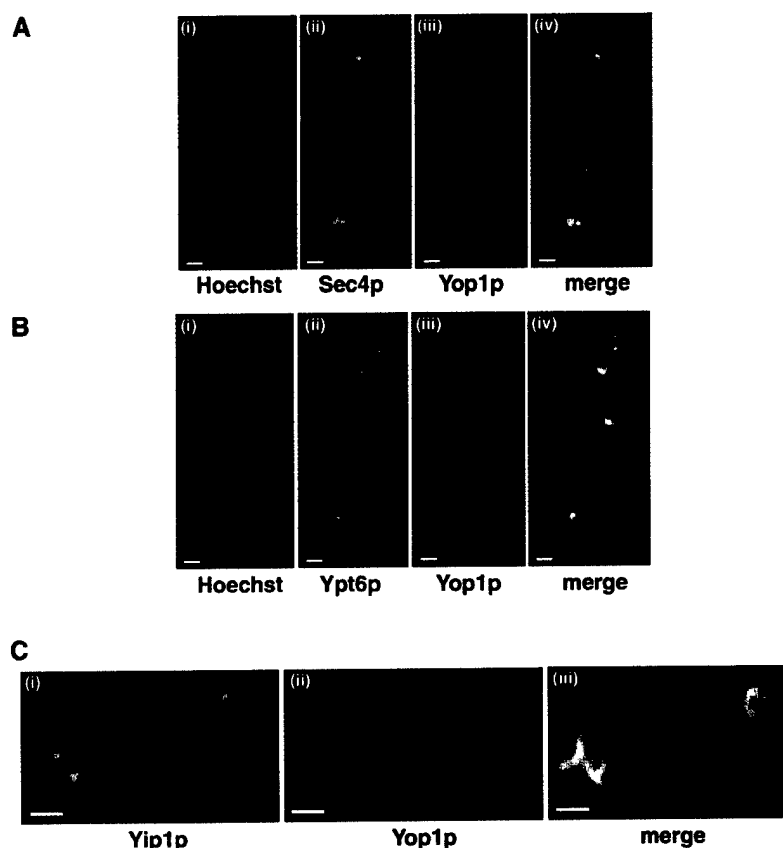 A
(i) (ii) (iii) (iv)
Hoechst Sec4p Yop1p merge
B
(i) (ii) (iii) (iv)
Hoechst Ypt6p Yop1p merge
C
(i) (ii) (iii)
Yip1p Yop1p merge